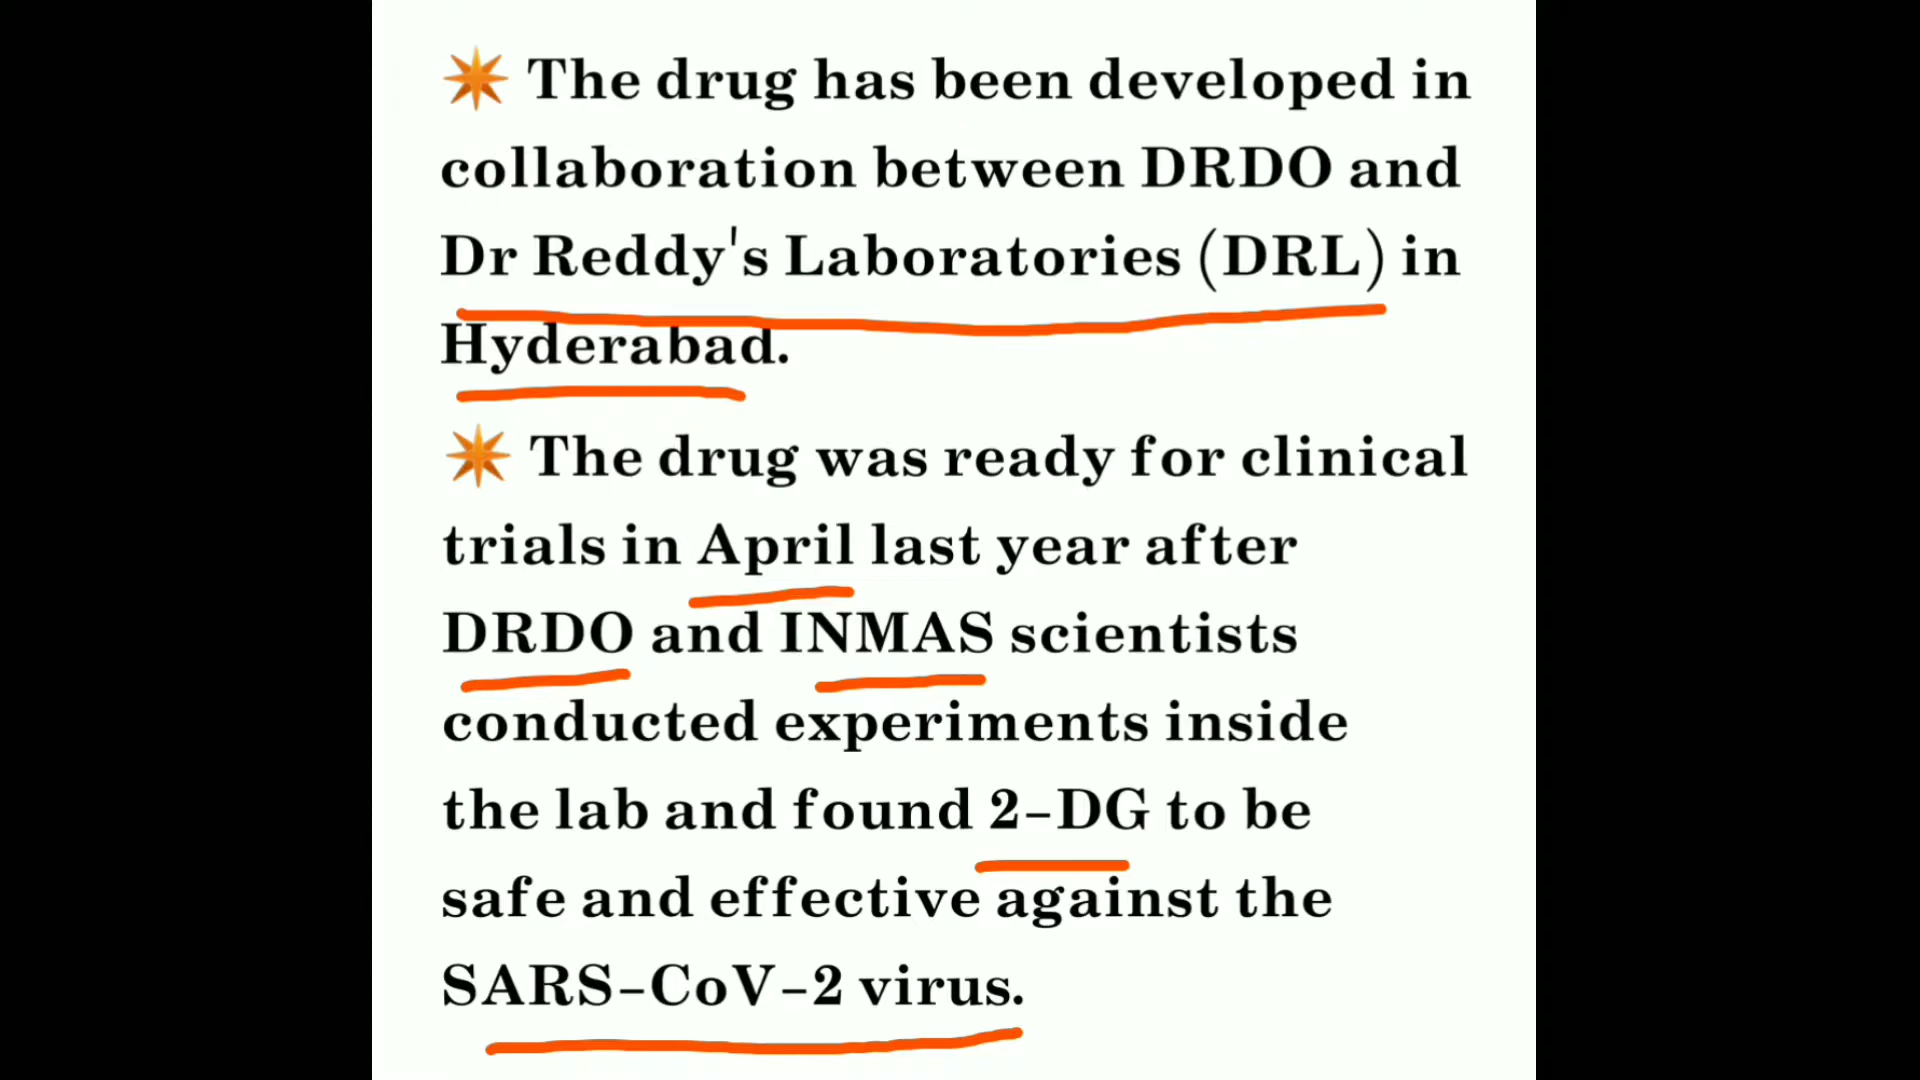 The drug has been developed in
collaboration between DRDO and
Dr Reddy's Laboratories (DRL) in
Hyderabad.
The drug was ready for clinical
trials in April last year after
DRDO and INMAS scientists
conducted experiments inside
the lab and found 2-DG to be
safe and effective against the
SARS-CoV-2 virus.